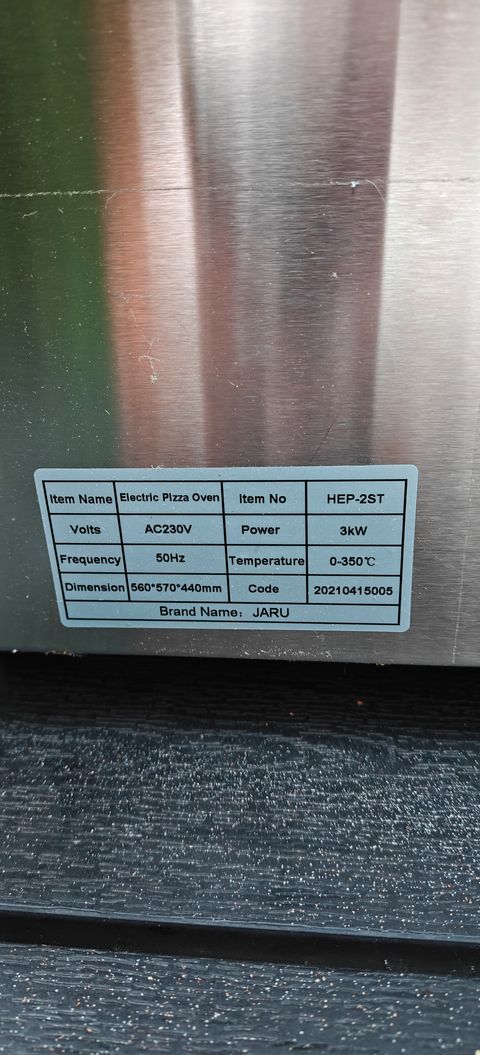 Item Name Electric Pizza Oven Item No HEP-2ST
Volts AC230V Power 3kW
Frequency 50Hz Temperature 0-350℃
Dimension 560*570*440mm Code 20210415005
Brand Name: JARU